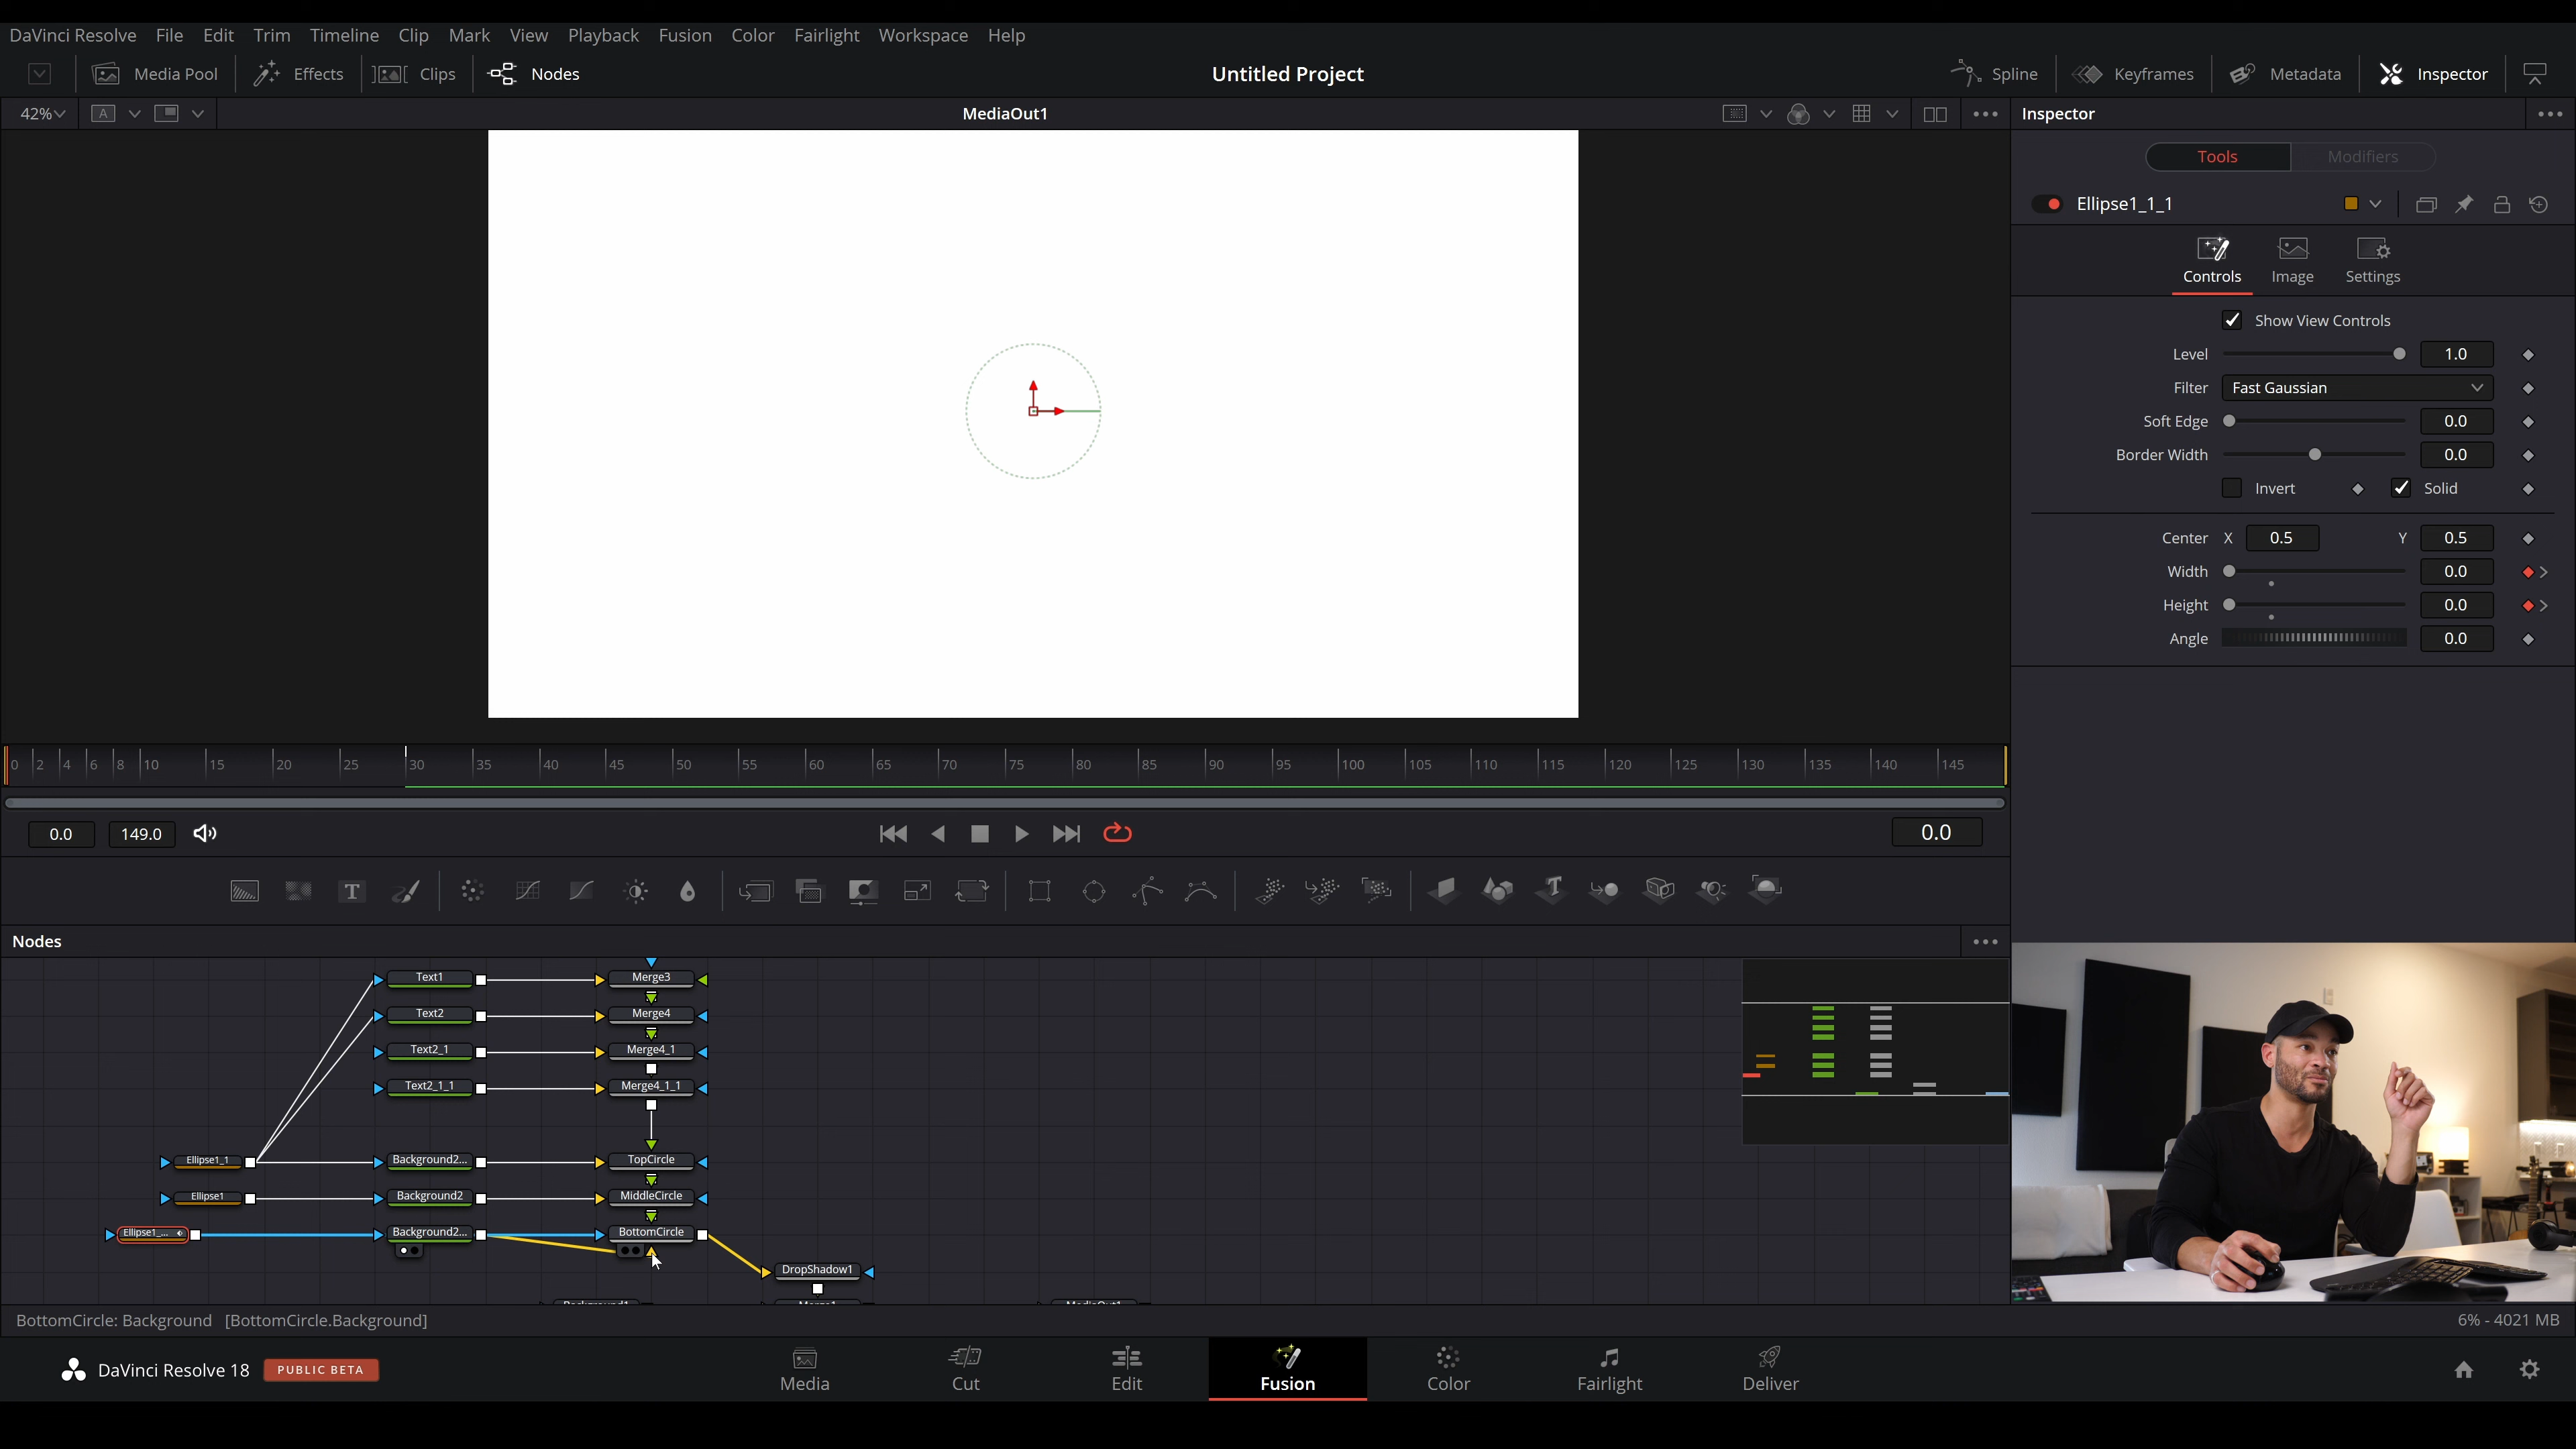 DaVinci Resolve File Edit Trim Timeline Clip Mark View Playback Fusion Color Fairlight Workspace Help
Media Pool Effects Clips Nodes Untitled Project Spline Keyframes Metadata Inspector
42% A MediaOut1 Inspector
Tools Modifiers
Ellipse1_1_1
Controls Image Settings
Show View Controls
Level 1.0
Filter Fast Gaussian
Soft Edge 0.0
Border Width 0.0
Invert Solid
Center X 0.5 Y 0.5
Width 0.0
Height 0.0
Angle 0.0
0 2 4 6 8 10 15 20 25 30 35 40 45 50 55 60 65 70 75 80 85 90 95 100 105 110 115 120 125 130 135 140 145
0.0 149.0 0.0
Nodes
Text1 Merge3
Text2 Merge4
Text2_1 Merge4_1
Text2_1_1 Merge4_1_1
Ellipse1_1 Background2... TopCircle
Ellipse1 Background2 MiddleCircle
Ellipse1_... Background2... BottomCircle
DropShadow1
Background1 Merge1 MediaOut1
BottomCircle: Background [BottomCircle.Background] 6% - 4021 MB
DaVinci Resolve 18 PUBLIC BETA Media Cut Edit Fusion Color Fairlight Deliver